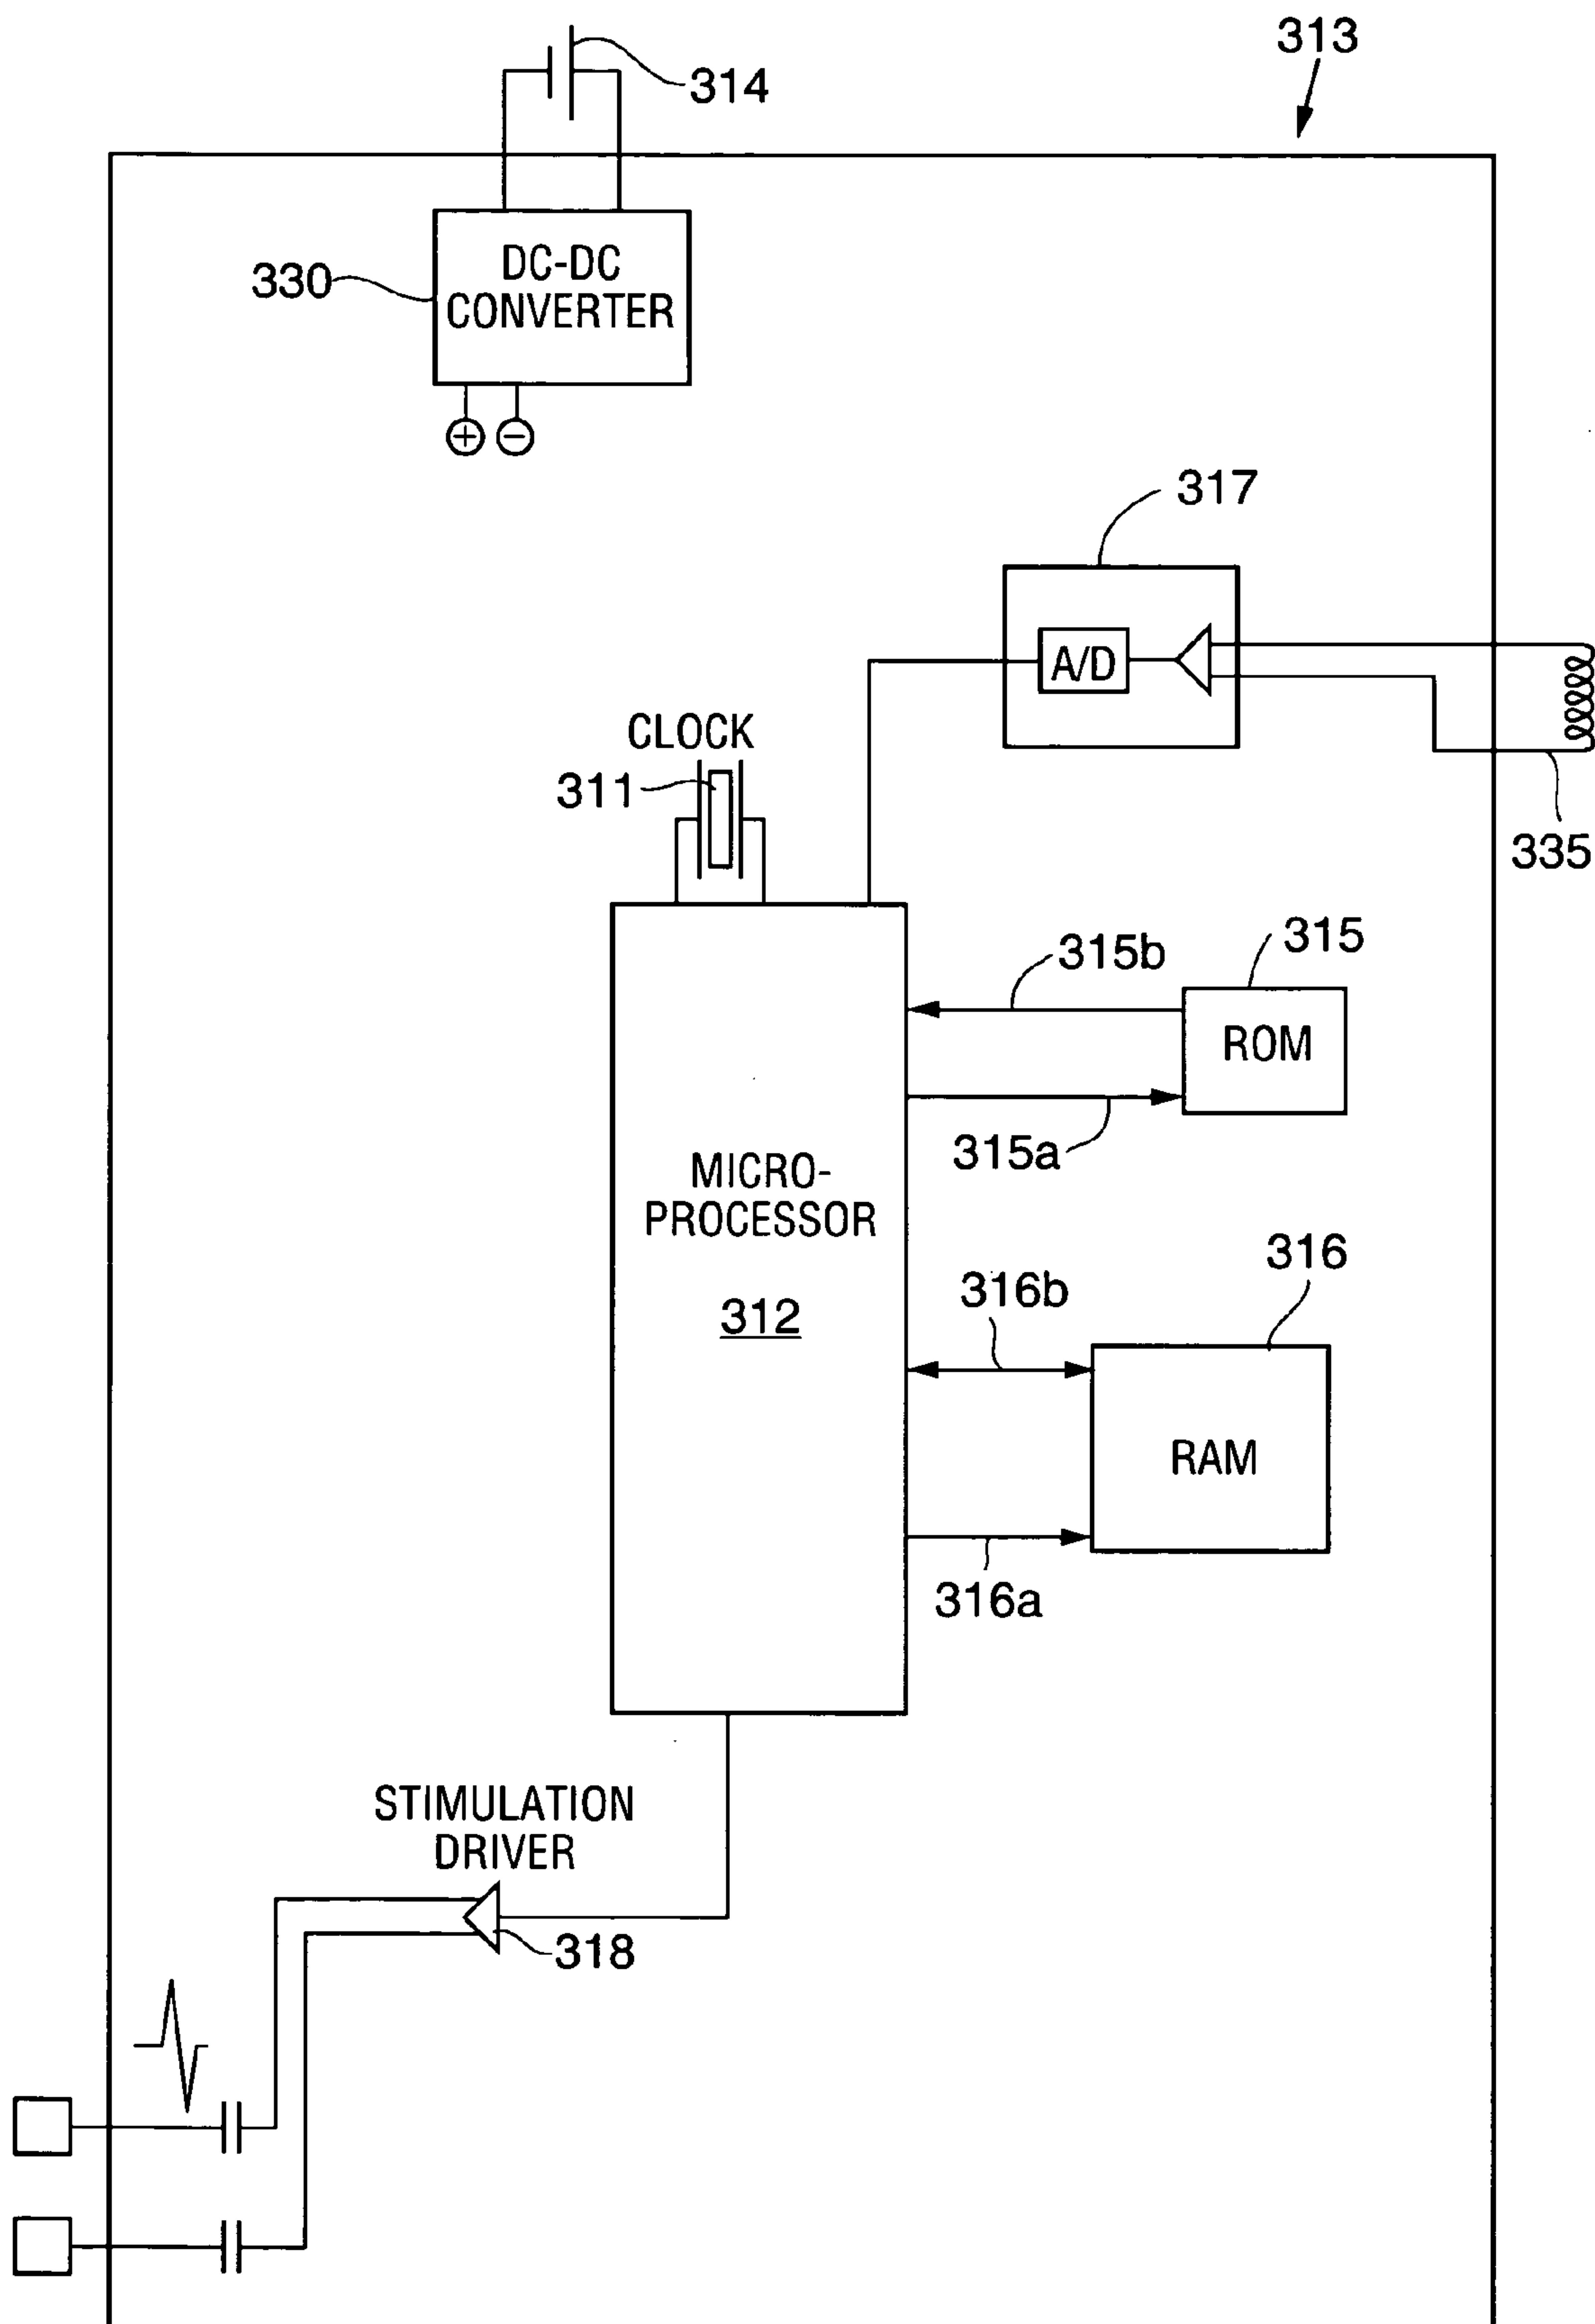 313
314
330
DC-DC
CONVERTER
+ −
317
A/D
CLOCK
311
335
315b
315
ROM
315a
MICRO-
PROCESSOR
312
316
316b
RAM
316a
STIMULATION
DRIVER
318